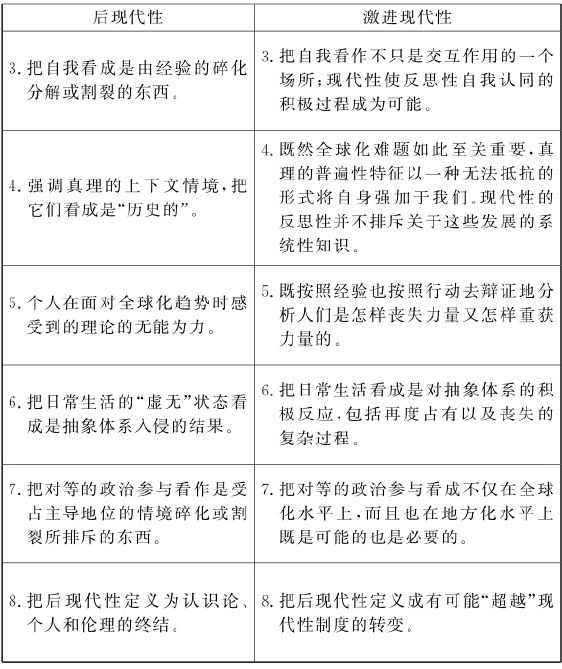 后现代性
激进现代性
3. 把自我看成是由经验的碎化
分解或割裂的东西。
3. 把自我看作不只是交互作用的一个
场所；现代性使反思性自我认同的
积极过程成为可能。
4. 强调真理的上下文情境，把
它们看成是“历史的”。
4. 既然全球化难题如此至关重要，真
理的普遍性特征以一种无法抵抗的
形式将自身强加于我们。现代性的
反思性并不排斥关于这些发展的系
统性知识。
5. 个人在面对全球化趋势时感
受到的理论的无能为力。
5. 既按照经验也按照行动去辩证地分
析人们是怎样丧失力量又怎样重获
力量的。
6. 把日常生活的“虚无”状态看
成是抽象体系入侵的结果。
6. 把日常生活看成是对抽象体系的积
极反应，包括再度占有以及丧失的
复杂过程。
7. 把对等的政治参与看作是受
占主导地位的情境碎化或割
裂所排斥的东西。
7. 把对等的政治参与看成不仅在全球
化水平上，而且也在地方化水平上
既是可能的也是必要的。
8. 把后现代性定义为认识论、
个人和伦理的终结。
8. 把后现代性定义成有可能“超越”现
代性制度的转变。